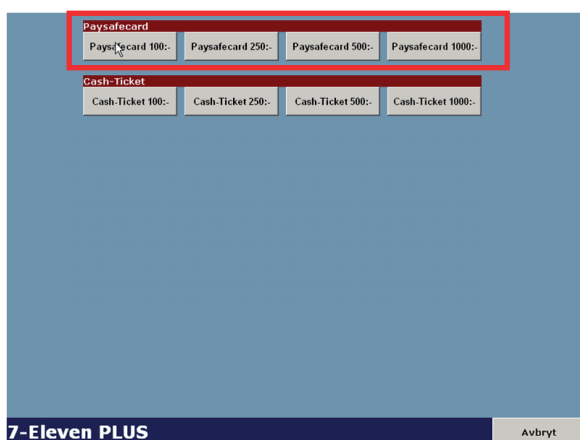 Paysafecard
Paysafecard 100:- Paysafecard 250:- Paysafecard 500:- Paysafecard 1000:-
Cash-Ticket
Cash-Ticket 100:- Cash-Ticket 250:- Cash-Ticket 500:- Cash-Ticket 1000:-
7-Eleven PLUS Avbryt